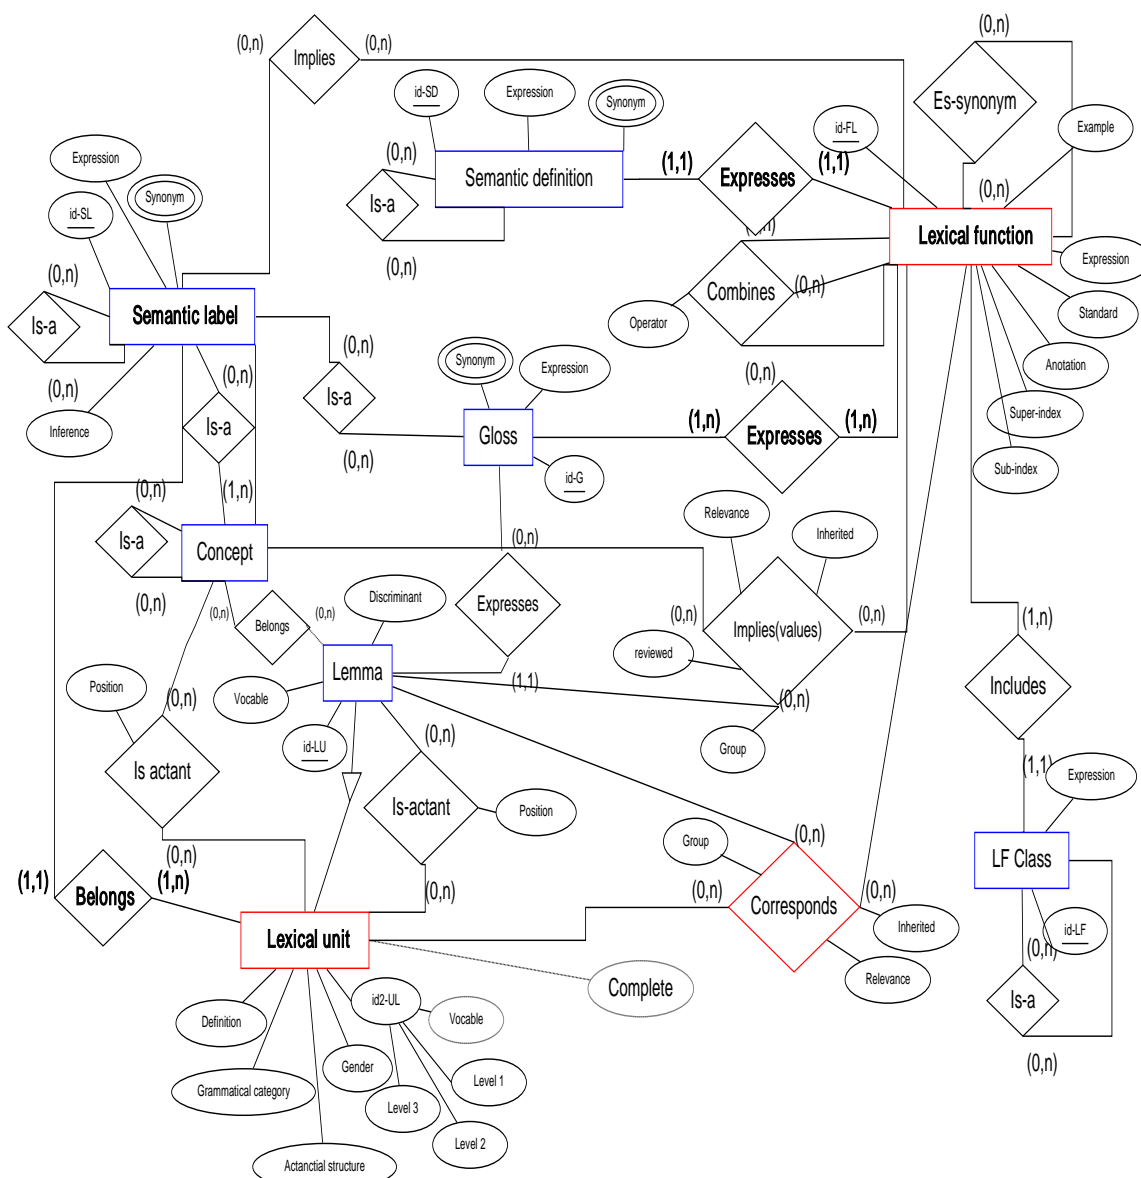 (0,n)
(0,n)
(0,n)
Implies
Es-synonym
id-SD
Expression
Synonym
id-FL
Example
Expression
(0,n)
Semantic definition
(1,1)
Expresses
(1,1)
id-SL
Synonym
Is-a
(0,n)
Lexical function
(0,n)
(0,n)
(0,n)
Expression
(0,n)
Combines
(0,n)
Semantic label
Operator
Standard
Is-a
(0,n)
Synonym
Expression
(0,n)
Anotation
(0,n)
(0,n)
Is-a
Inference
Is-a
Gloss
(1,n)
Expresses
(1,n)
Super-index
(0,n)
Sub-index
id-G
(0,n)
(1,n)
Relevance
Inherited
Is-a
Concept
(0,n)
(0,n)
Discriminant
Expresses
(0,n)
(0,n)
Belongs
(0,n)
(0,n)
Implies(values)
(0,n)
(1,n)
reviewed
Lemma
Position
Vocable
(1,1)
Includes
(0,n)
(0,n)
id-LU
(0,n)
Group
Is actant
(1,1)
Expression
Is-actant
Position
(0,n)
Group
(0,n)
LF Class
(1,1)
Belongs
(1,n)
(0,n)
(0,n)
Corresponds
(0,n)
Lexical unit
Inherited
id-LF
(0,n)
Relevance
Complete
Is-a
id2-UL
Vocable
Definition
(0,n)
Gender
Level 1
Grammatical category
Level 3
Level 2
Actanctial structure